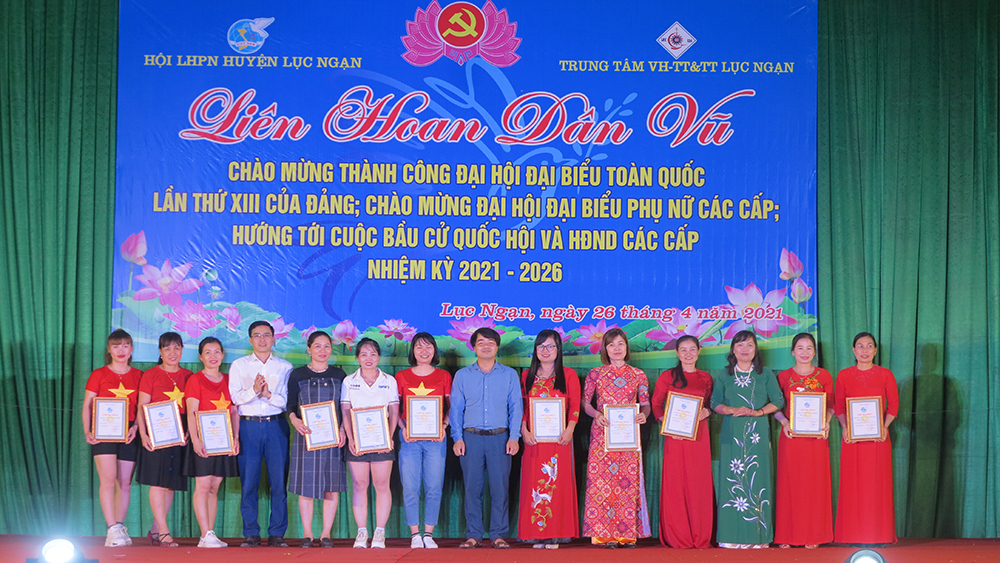 HỘI LHPN HUYỆN LỤC NGẠN
TRUNG TÂM VH-TT&TT LỤC NGẠN
Liên Hoan Dân Vũ
CHÀO MỪNG THÀNH CÔNG ĐẠI HỘI ĐẠI BIỂU TOÀN QUỐC
LẦN THỨ XIII CỦA ĐẢNG; CHÀO MỪNG ĐẠI HỘI ĐẠI BIỂU PHỤ NỮ CÁC CẤP;
HƯỚNG TỚI CUỘC BẦU CỬ QUỐC HỘI VÀ HĐND CÁC CẤP
NHIỆM KỲ 2021 - 2026
Lục Ngạn, ngày 26 tháng 4 năm 2021